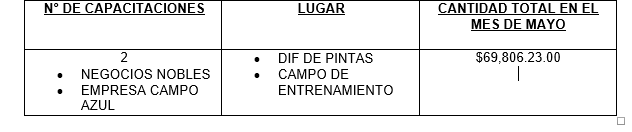 N° DE CAPACITACIONES
LUGAR
CANTIDAD TOTAL EN EL
MES DE MAYO
2
• NEGOCIOS NOBLES
• EMPRESA CAMPO
AZUL
• DIF DE PINTAS
• CAMPO DE
ENTRENAMIENTO
$69,806.23.00